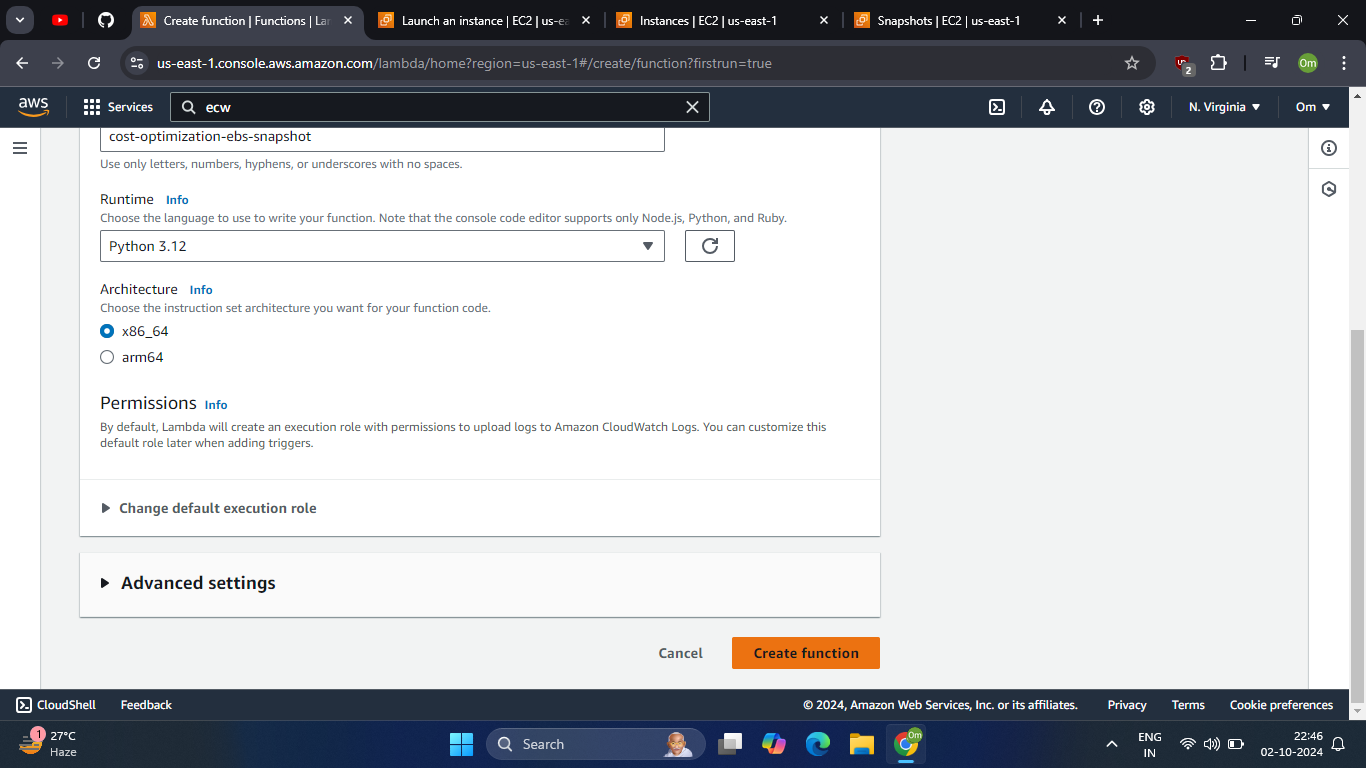 Create function | Functions | La
Launch an instance | EC2 | us-ea
Instances | EC2 | us-east-1
Snapshots | EC2 | us-east-1
us-east-1.console.aws.amazon.com/lambda/home?region=us-east-1#/create/function?firstrun=true
2
Om
aws
Services
ecw
N. Virginia
Om
cost-optimization-ebs-snapshot
Use only letters, numbers, hyphens, or underscores with no spaces.
Runtime Info
Choose the language to use to write your function. Note that the console code editor supports only Node.js, Python, and Ruby.
Python 3.12
Architecture Info
Choose the instruction set architecture you want for your function code.
x86_64
arm64
Permissions Info
By default, Lambda will create an execution role with permissions to upload logs to Amazon CloudWatch Logs. You can customize this
default role later when adding triggers.
Change default execution role
Advanced settings
Cancel
Create function
CloudShell
Feedback
© 2024, Amazon Web Services, Inc. or its affiliates.
Privacy
Terms
Cookie preferences
1
27°C
Haze
Search
Om
ENG
IN
22:46
02-10-2024